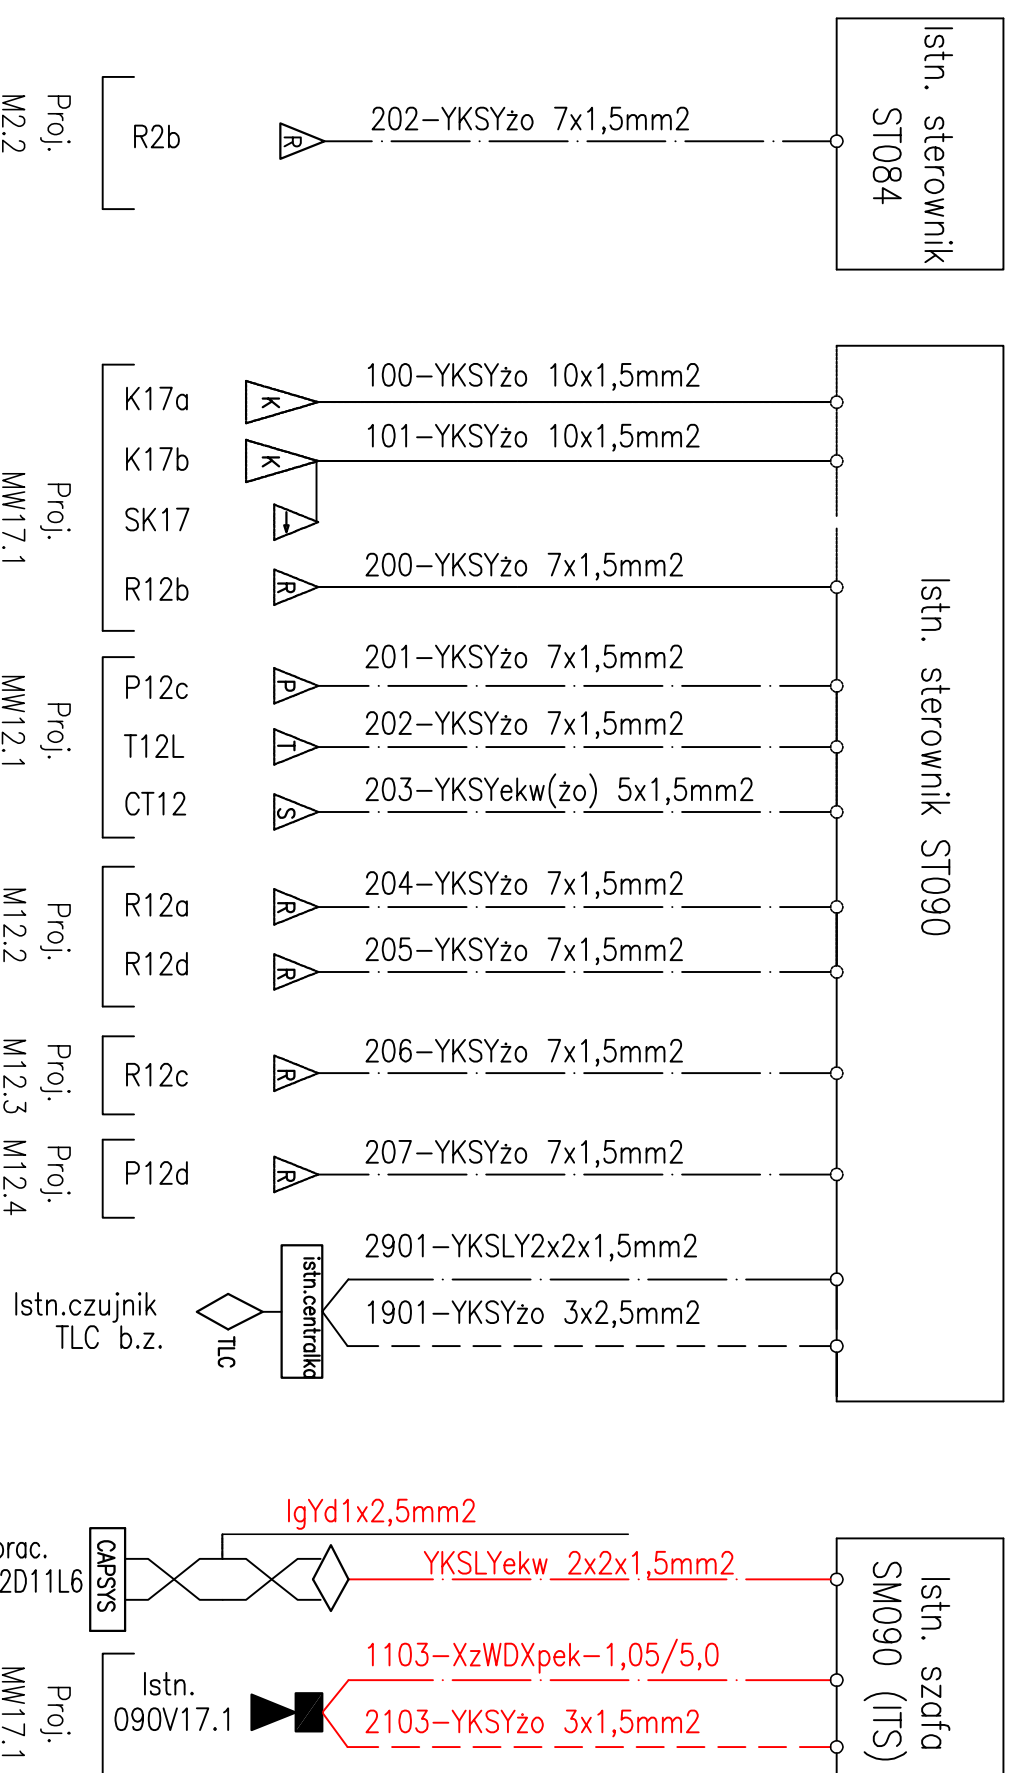 Istn. sterownik
ST084
202-YKSYżo 7x1,5mm2
R
R2b
Proj.
M2.2
Istn. sterownik ST090
100-YKSYżo 10x1,5mm2
K
K17a
101-YKSYżo 10x1,5mm2
K
K17b
SK17
200-YKSYżo 7x1,5mm2
R
R12b
Proj.
MW17.1
201-YKSYżo 7x1,5mm2
P
P12c
202-YKSYżo 7x1,5mm2
T
T12L
203-YKSYekw(żo) 5x1,5mm2
S
CT12
Proj.
MW12.1
204-YKSYżo 7x1,5mm2
R
R12a
205-YKSYżo 7x1,5mm2
R
R12d
Proj.
M12.2
206-YKSYżo 7x1,5mm2
R
R12c
Proj.
M12.3
207-YKSYżo 7x1,5mm2
R
P12d
Proj.
M12.4
2901-YKSLY2x2x1,5mm2
1901-YKSYżo 3x2,5mm2
istn.centralka
TLC
Istn.czujnik
TLC b.z.
Istn. szafa
SM090 (ITS)
IgYd1x2,5mm2
YKSLYekw 2x2x1,5mm2
CAPSYS
prac.
2D11L6
1103-XzWDXpek-1,05/5,0
2103-YKSYżo 3x1,5mm2
Istn.
090V17.1
Proj.
MW17.1